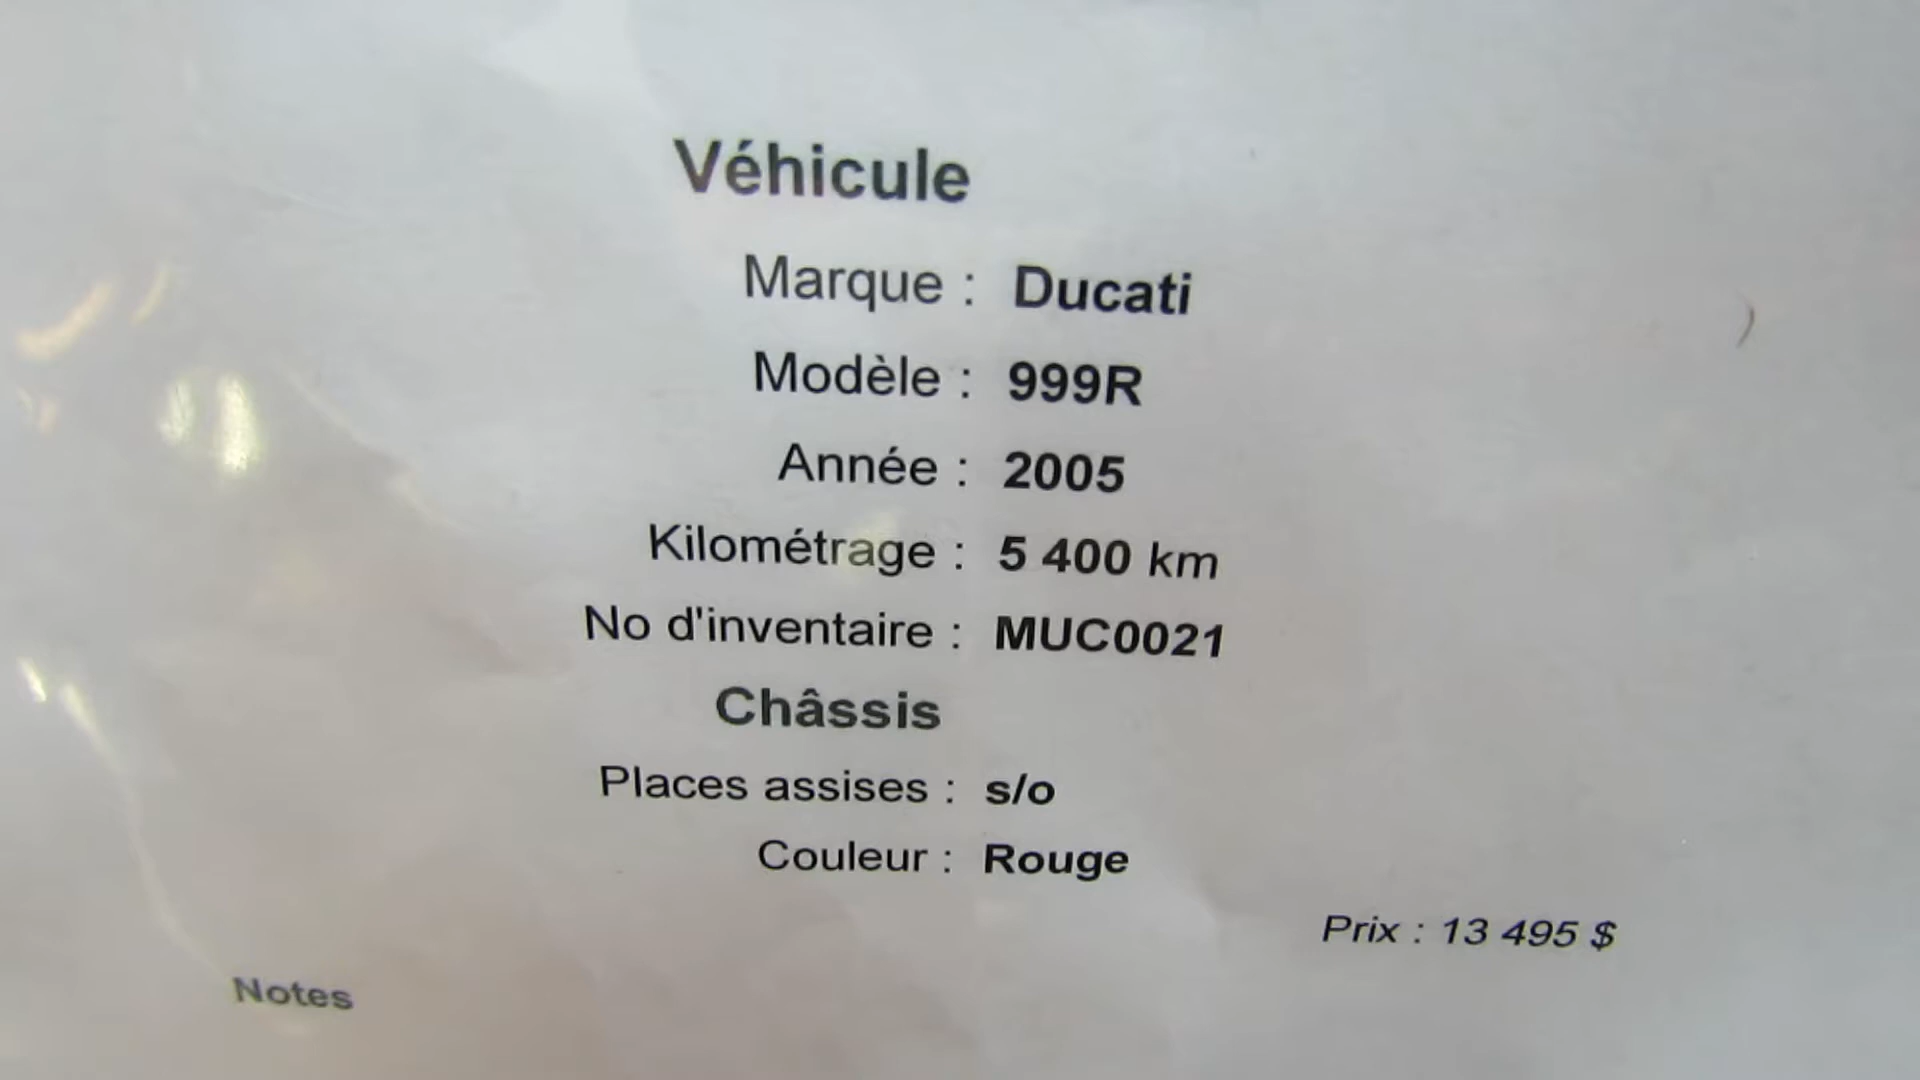 Véhicule
Marque : Ducati
Modèle : 999R
Année : 2005
Kilométrage : 5 400 km
No d'inventaire : MUC0021
Châssis
Places assises : s/o
Couleur : Rouge
Prix : 13 495 $
Notes